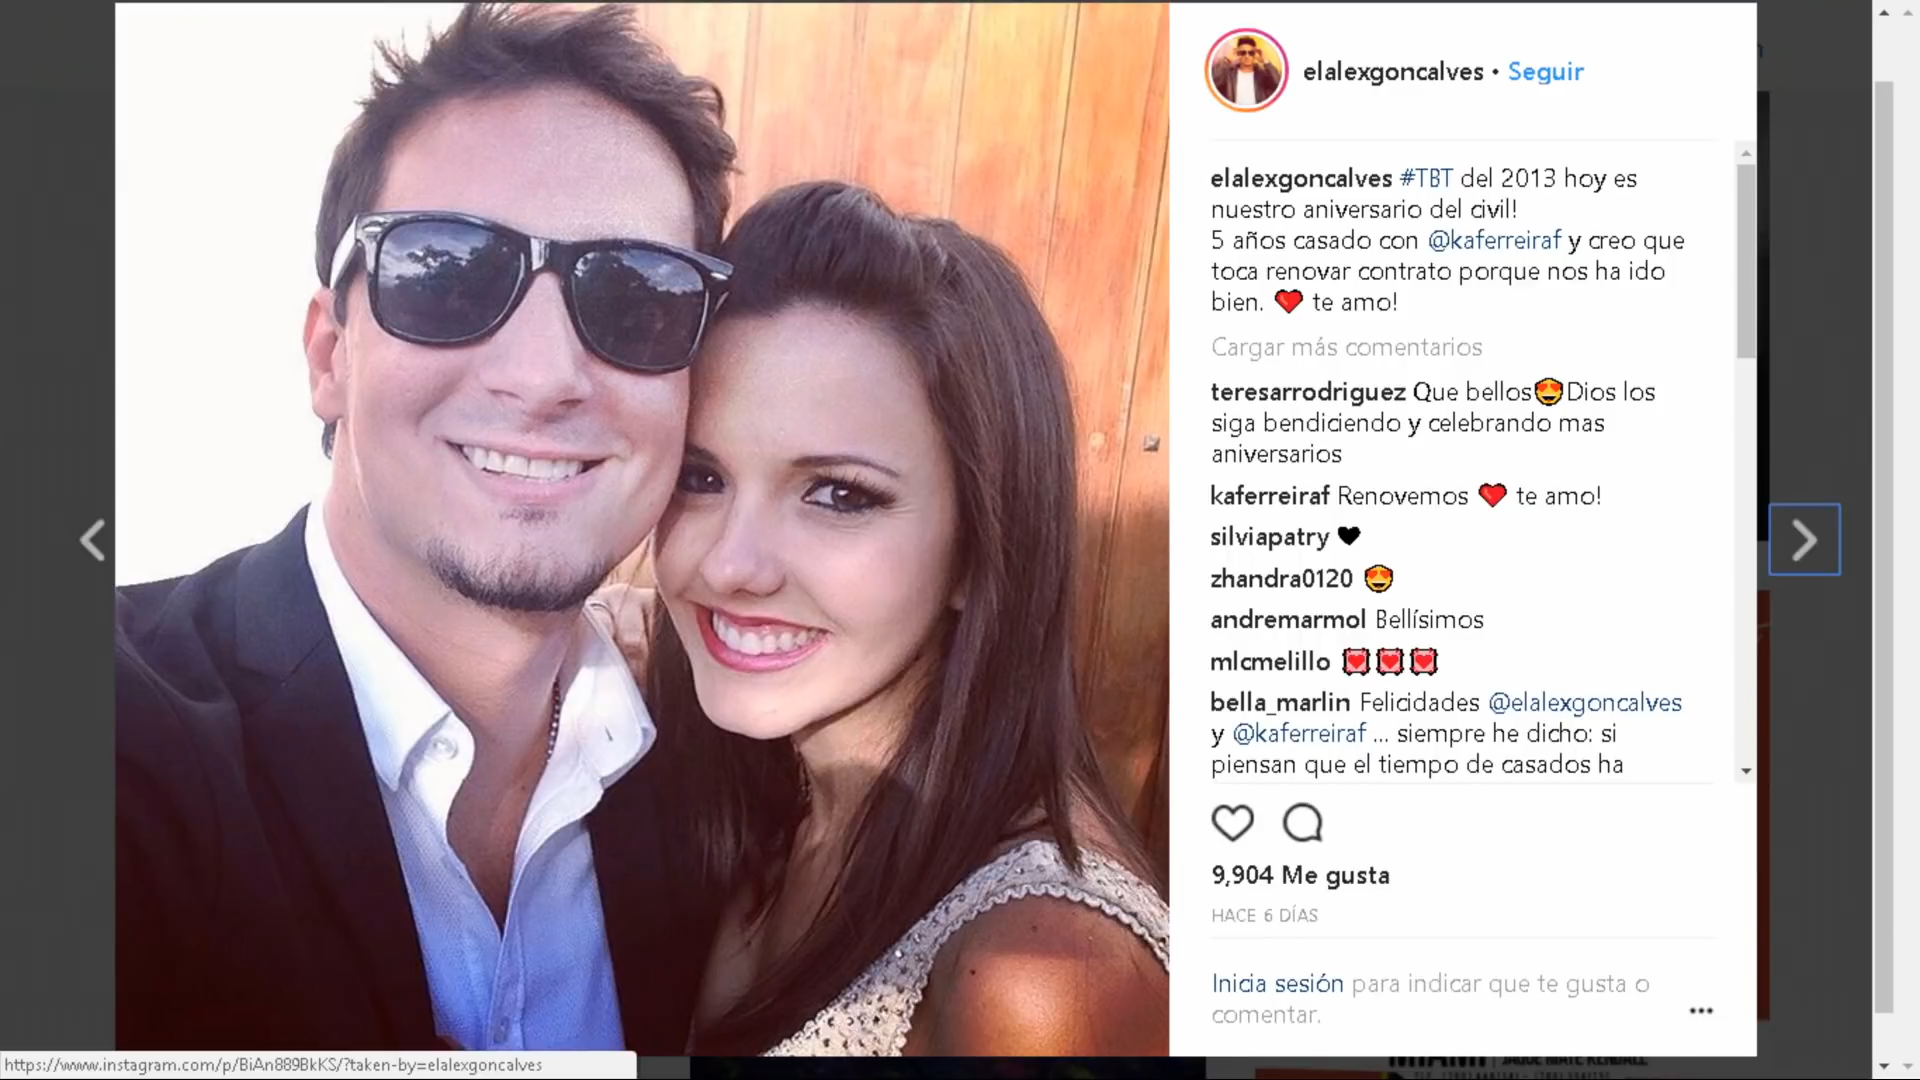 elalexgoncalves • Seguir
elalexgoncalves #TBT del 2013 hoy es
nuestro aniversario del civil!
5 años casado con @kaferreiraf y creo que
toca renovar contrato porque nos ha ido
bien. ❤️ te amo!
Cargar más comentarios
teresarrodriguez Que bellos😍Dios los
siga bendiciendo y celebrando mas
aniversarios
kaferreiraf Renovemos ❤️ te amo!
silviapatry 🖤
zhandra0120 😍
andremarmol Bellísimos
mlcmelillo 💟💟💟
bella_marlin Felicidades @elalexgoncalves
y @kaferreiraf ... siempre he dicho: si
piensan que el tiempo de casados ha
9,904 Me gusta
HACE 6 DÍAS
Inicia sesión para indicar que te gusta o
comentar.
https://www.instagram.com/p/BiAn889BkKS/?taken-by=elalexgoncalves